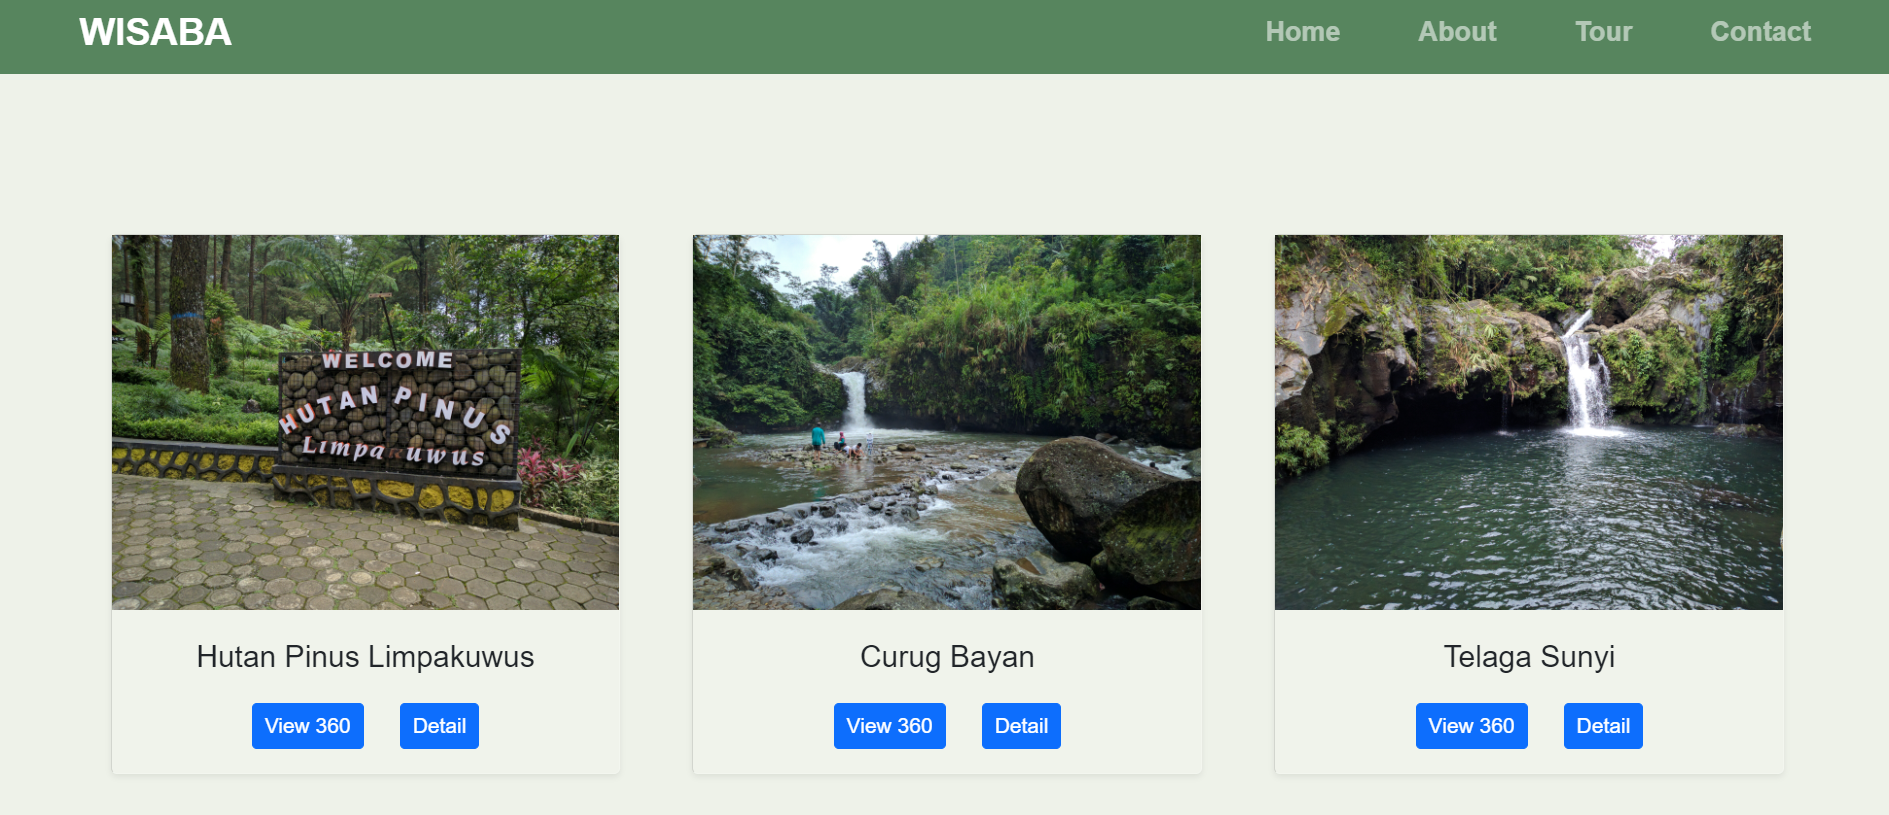 WISABA
Home About Tour Contact
WELCOME
HUTAN PINUS
Limpa uwus
Hutan Pinus Limpakuwus
Curug Bayan
Telaga Sunyi
View 360 Detail
View 360 Detail
View 360 Detail